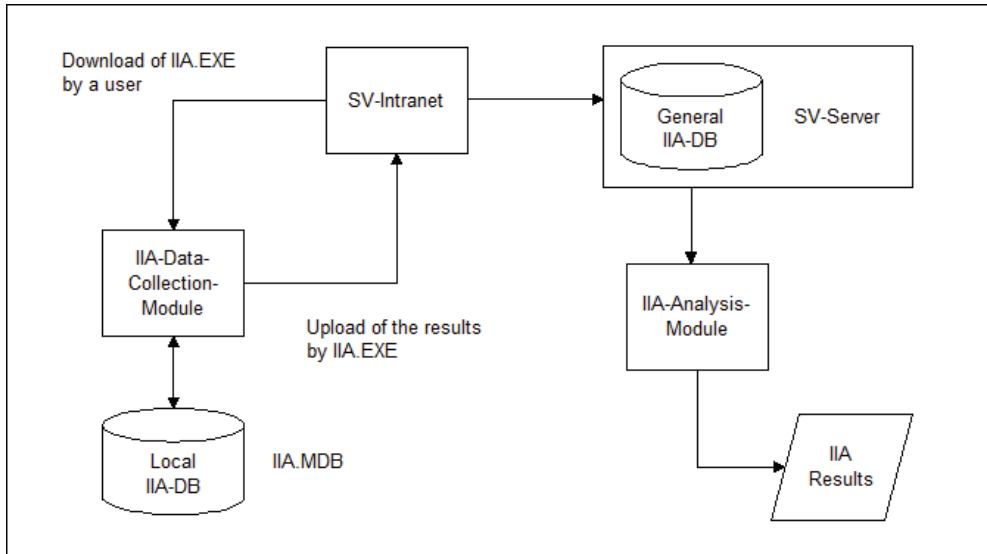 Download of IIA.EXE
by a user
SV-Intranet
General
IIA-DB
SV-Server
IIA-Data-
Collection-
Module
Upload of the results
by IIA.EXE
IIA-Analysis-
Module
Local
IIA-DB
IIA.MDB
IIA
Results